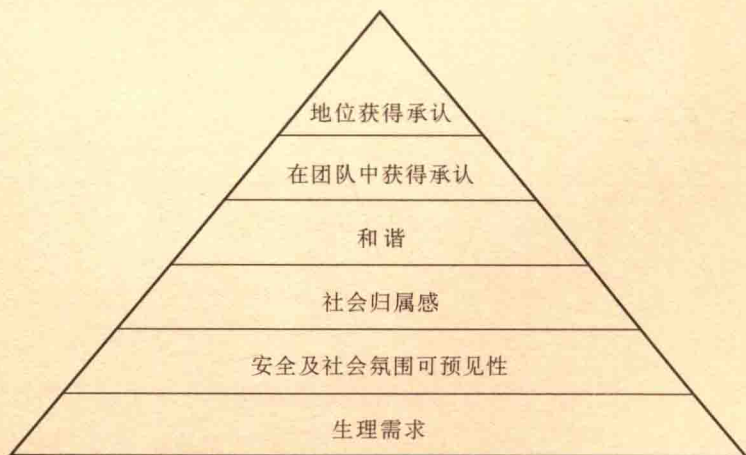 地位获得承认
在团队中获得承认
和谐
社会归属感
安全及社会氛围可预见性
生理需求